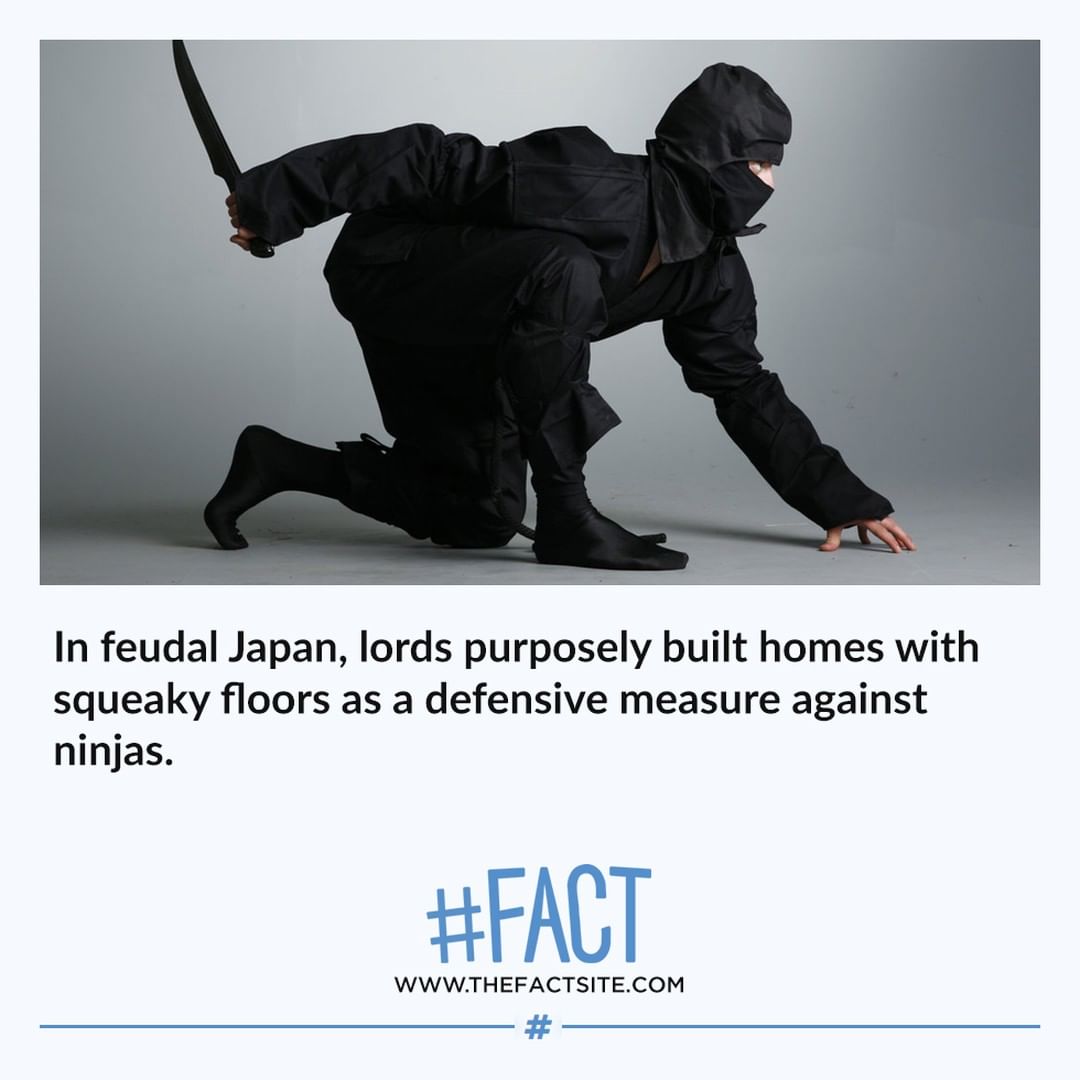 In feudal Japan, lords purposely built homes with
squeaky floors as a defensive measure against
ninjas.
#FACT
WWW.THEFACTSITE.COM
#